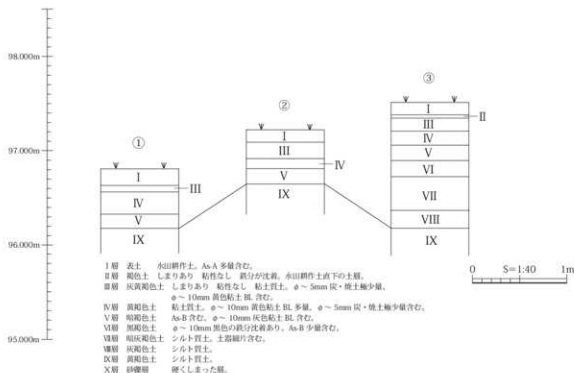 98.000m
97.000m
96.000m
95.000m
①
I
III
IV
V
IX
②
I
III
IV
V
IX
③
I
II
III
IV
V
VI
VII
VIII
IX
0 S=1:40 1m
I層 表土 水田耕作土。As-A 多量含む。
II層 褐色土 しまりあり 粘性なし 鉄分が沈着。水田耕作土直下の土層。
III層 灰黄褐色土 しまりあり 粘性なし 粘土質土。φ～5mm 炭・焼土極少量、
φ～10mm 黄色粘土 BL 含む。
IV層 黄褐色土 粘土質土。φ～10mm 黄色粘土 BL 多量、φ～5mm 炭・焼土極少量含む。
V層 暗褐色土 As-B 含む。φ～10mm 灰色粘土 BL 含む。
VI層 黒褐色土 φ～10mm 黒色の鉄分沈着あり。As-B 少量含む。
VII層 暗灰褐色土 シルト質土。土器細片含む。
VIII層 灰褐色土 シルト質土。
IX層 黄褐色土 シルト質土。
X層 砂礫層 硬くしまった層。